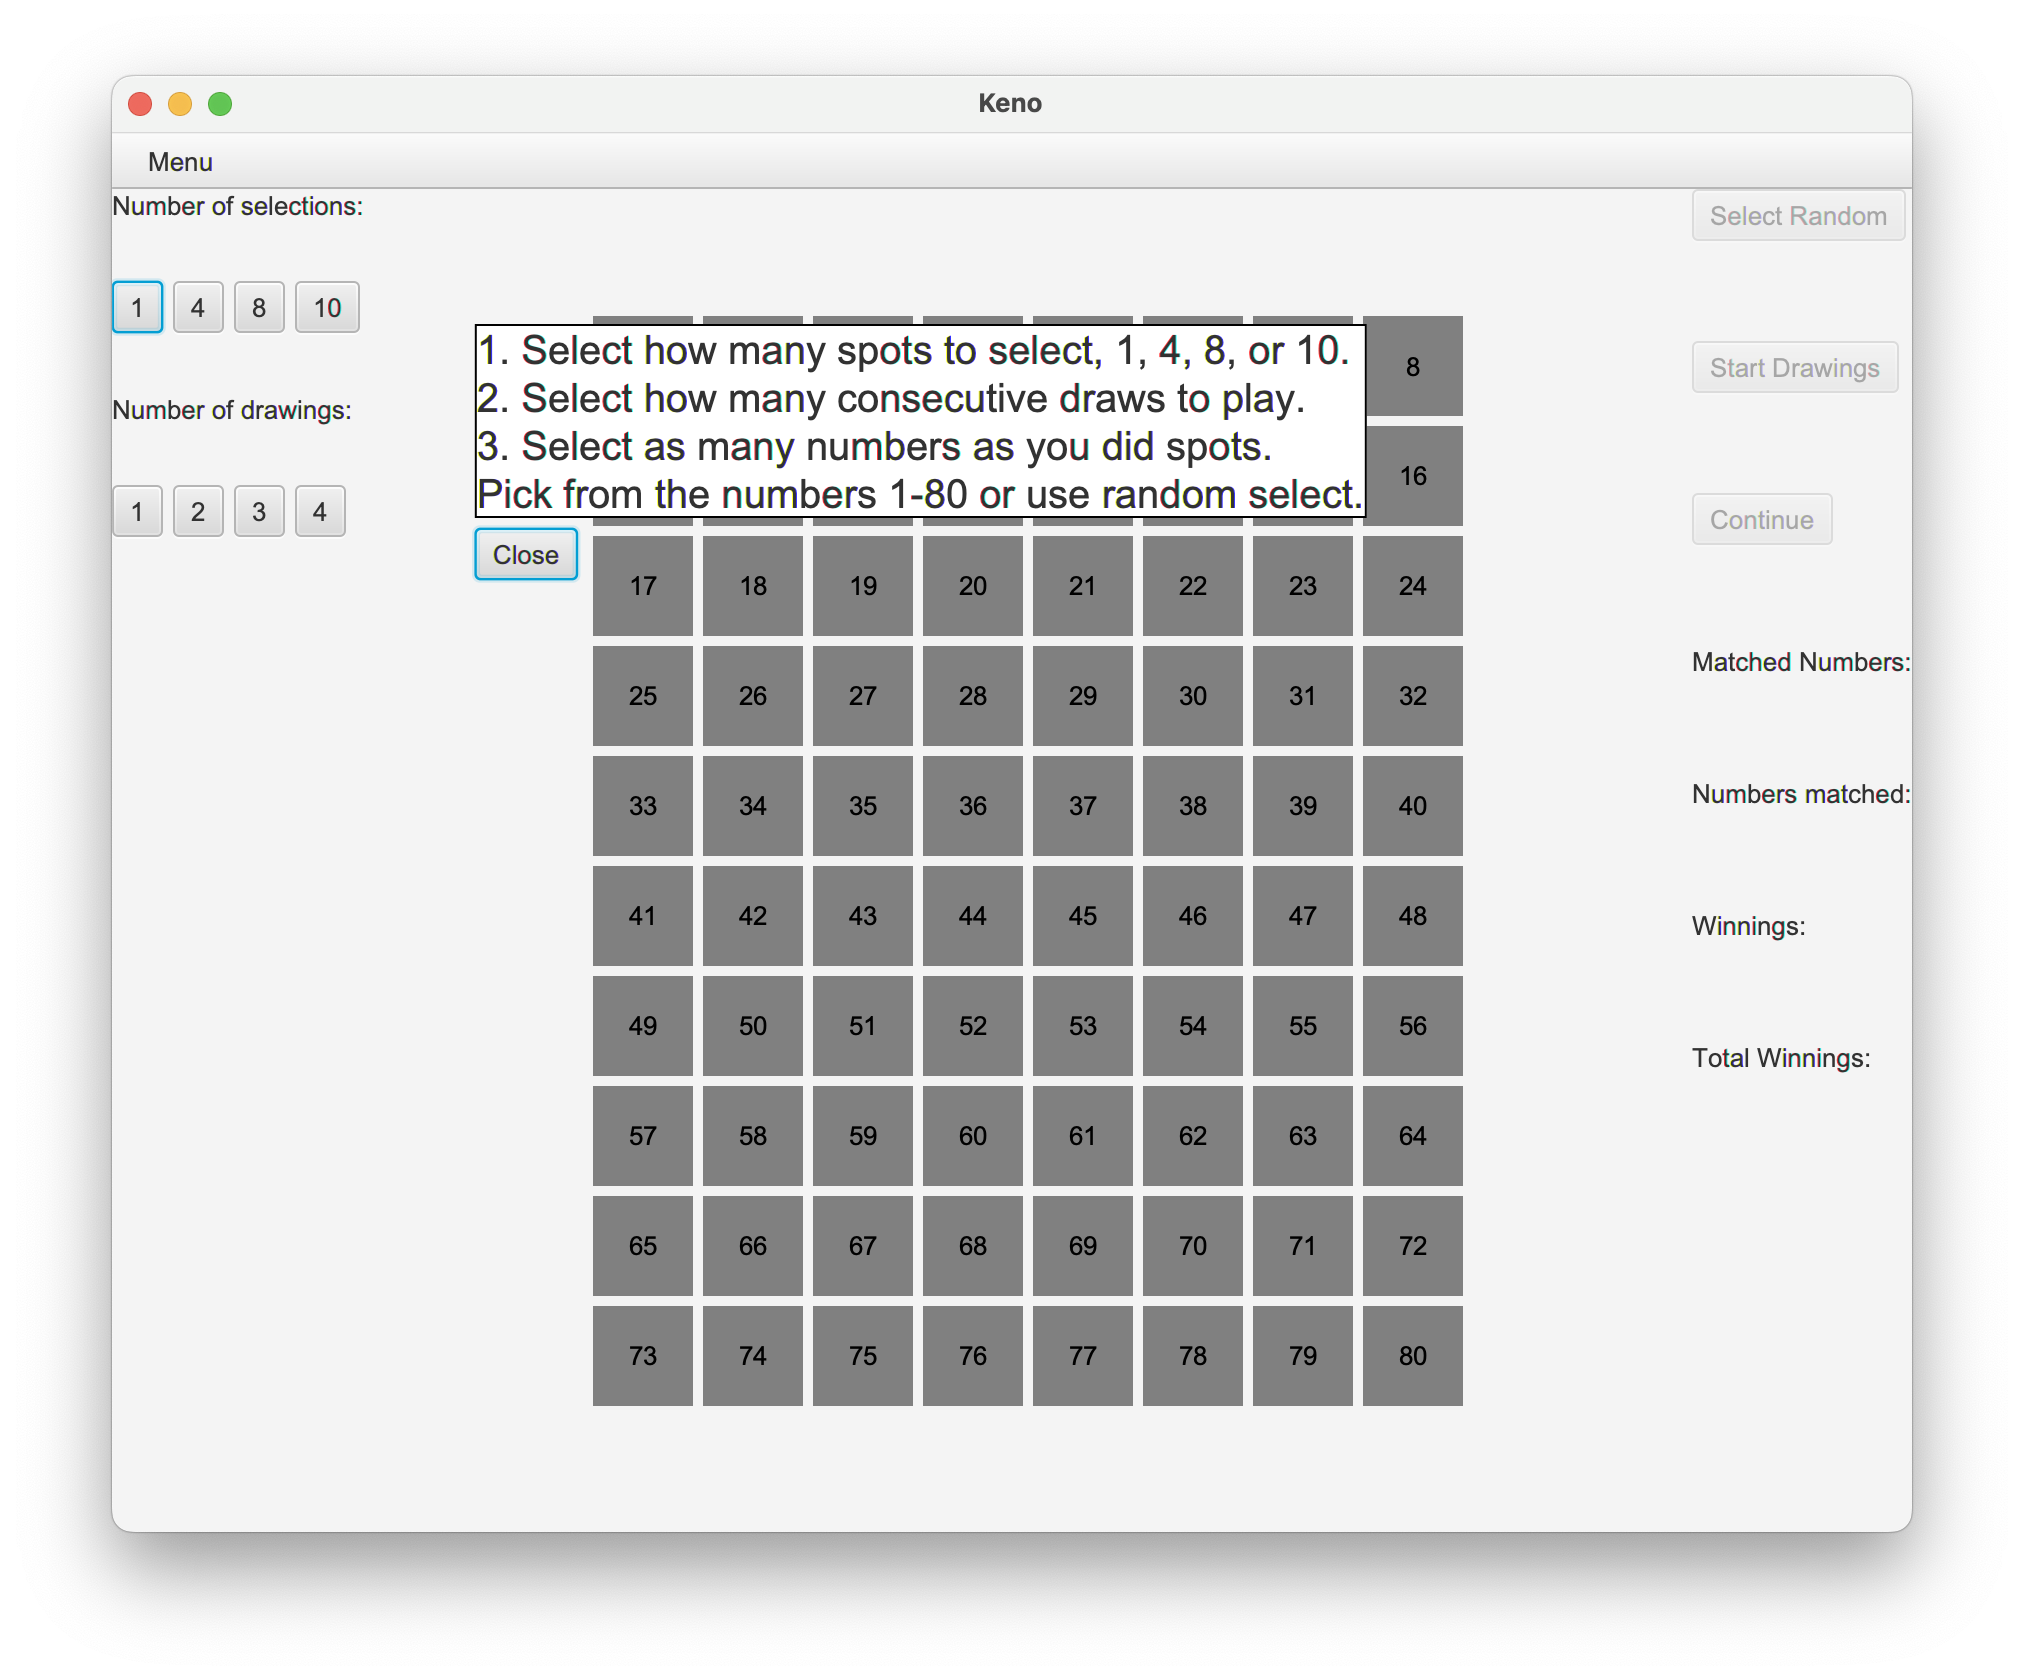 Keno
Menu
Number of selections:
1 4 8 10
Number of drawings:
1 2 3 4
1. Select how many spots to select, 1, 4, 8, or 10.
2. Select how many consecutive draws to play.
3. Select as many numbers as you did spots.
Pick from the numbers 1-80 or use random select.
Close
8
16
17 18 19 20 21 22 23 24
25 26 27 28 29 30 31 32
33 34 35 36 37 38 39 40
41 42 43 44 45 46 47 48
49 50 51 52 53 54 55 56
57 58 59 60 61 62 63 64
65 66 67 68 69 70 71 72
73 74 75 76 77 78 79 80
Select Random
Start Drawings
Continue
Matched Numbers:
Numbers matched:
Winnings:
Total Winnings: